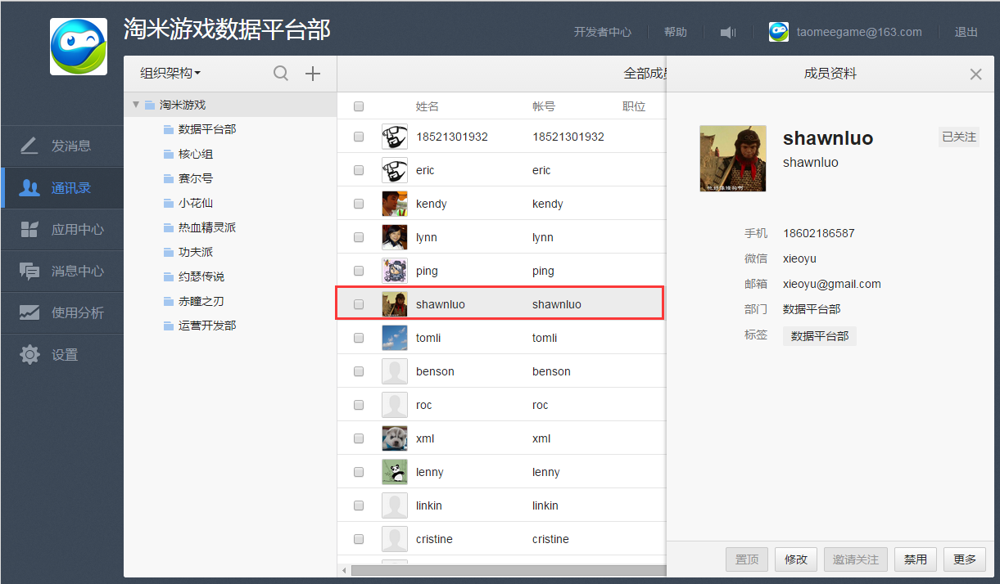 淘米游戏数据平台部
开发者中心 帮助 taomeegame@163.com 退出
发消息
通讯录
应用中心
消息中心
使用分析
设置
组织架构
淘米游戏
数据平台部
核心组
赛尔号
小花仙
热血精灵派
功夫派
约瑟传说
赤瞳之刃
运营开发部
全部成员
姓名 帐号 职位
18521301932 18521301932
eric eric
kendy kendy
lynn lynn
ping ping
shawnluo shawnluo
tomli tomli
benson benson
roc roc
xml xml
lenny lenny
linkin linkin
cristine cristine
成员资料
shawnluo
已关注
shawnluo
手机 18602186587
微信 xieoyu
邮箱 xieoyu@gmail.com
部门 数据平台部
标签 数据平台部
置顶 修改 邀请关注 禁用 更多